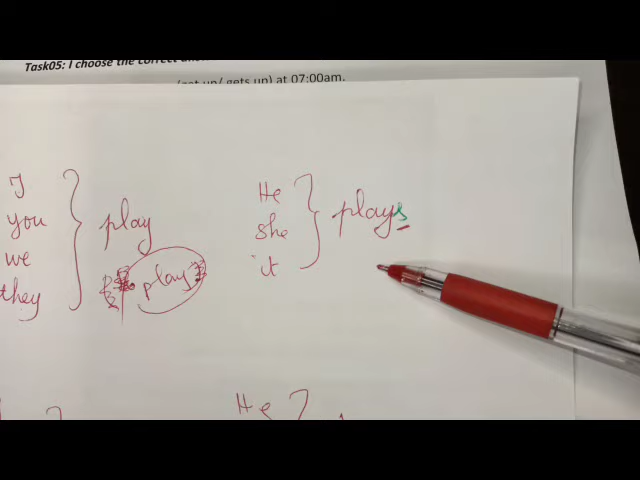 Task05: I choose the correct
(get up/ gets up) at 07:00am.
I
you
we
they
play
play
He
she
it
plays
He